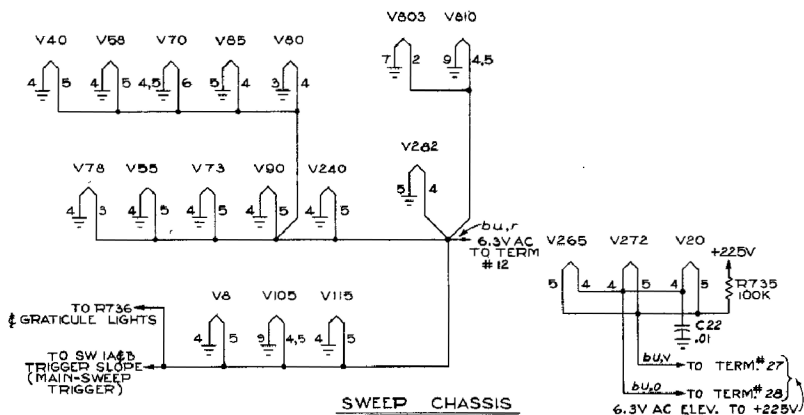 V803 V810
V40 V58 V70 V85 V80
7 2 9 4,5
4 5 4 5 4,5 6 5 4 3 4
V282
V78 V55 V73 V90 V240
5 4
4 3 4 5 4 5 4 5 4 5
bu,r
6.3V AC
TO TERM
#12
V265 V272 V20
+225V
5 4 4 5 4 5
R735
100K
TO R736
& GRATICULE LIGHTS
V8 V105 V115
4 5 9 4,5 4 5
C22
.01
TO SW 1A&B
TRIGGER SLOPE
(MAIN-SWEEP
TRIGGER)
bu,v TO TERM.#27
bu,o TO TERM.#28
6.3V AC ELEV. TO +225V
SWEEP CHASSIS